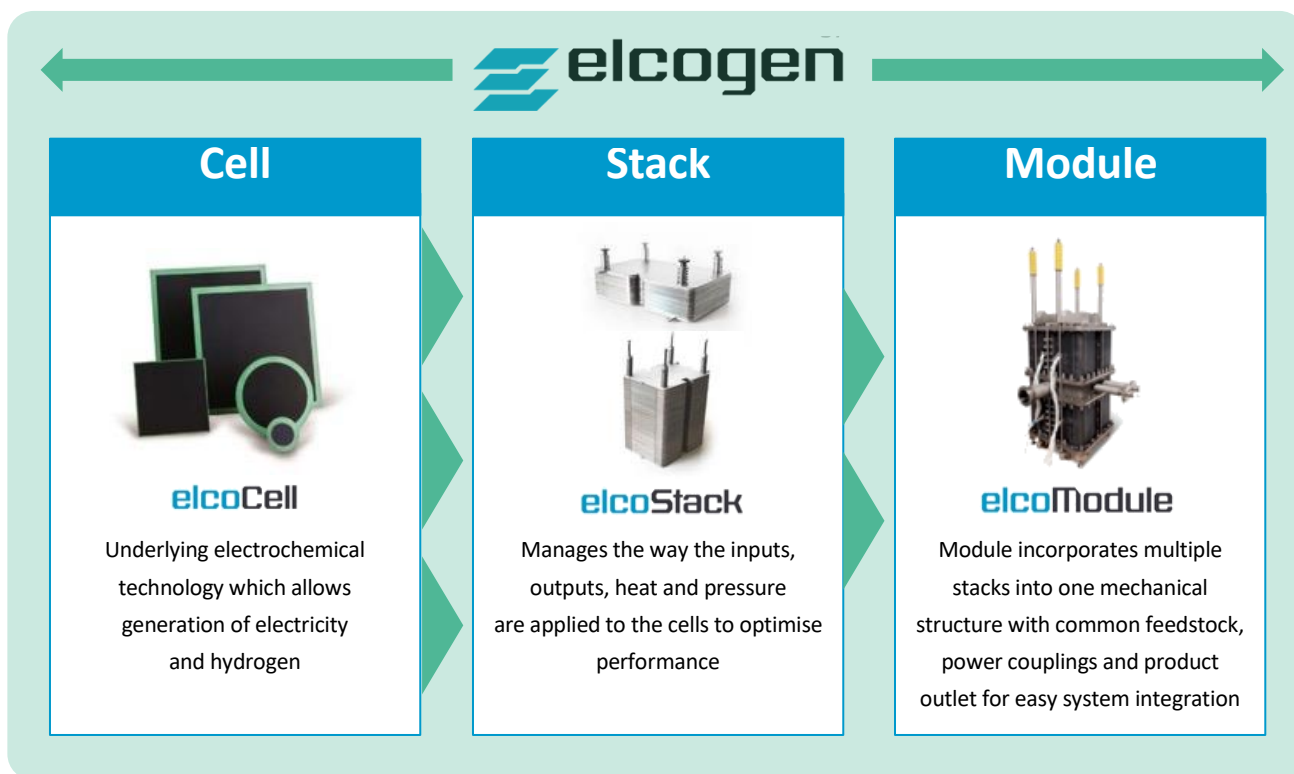 elcogen
Cell
elcoCell
Underlying electrochemical
technology which allows
generation of electricity
and hydrogen
Stack
elcoStack
Manages the way the inputs,
outputs, heat and pressure
are applied to the cells to optimise
performance
Module
elcoModule
Module incorporates multiple
stacks into one mechanical
structure with common feedstock,
power couplings and product
outlet for easy system integration